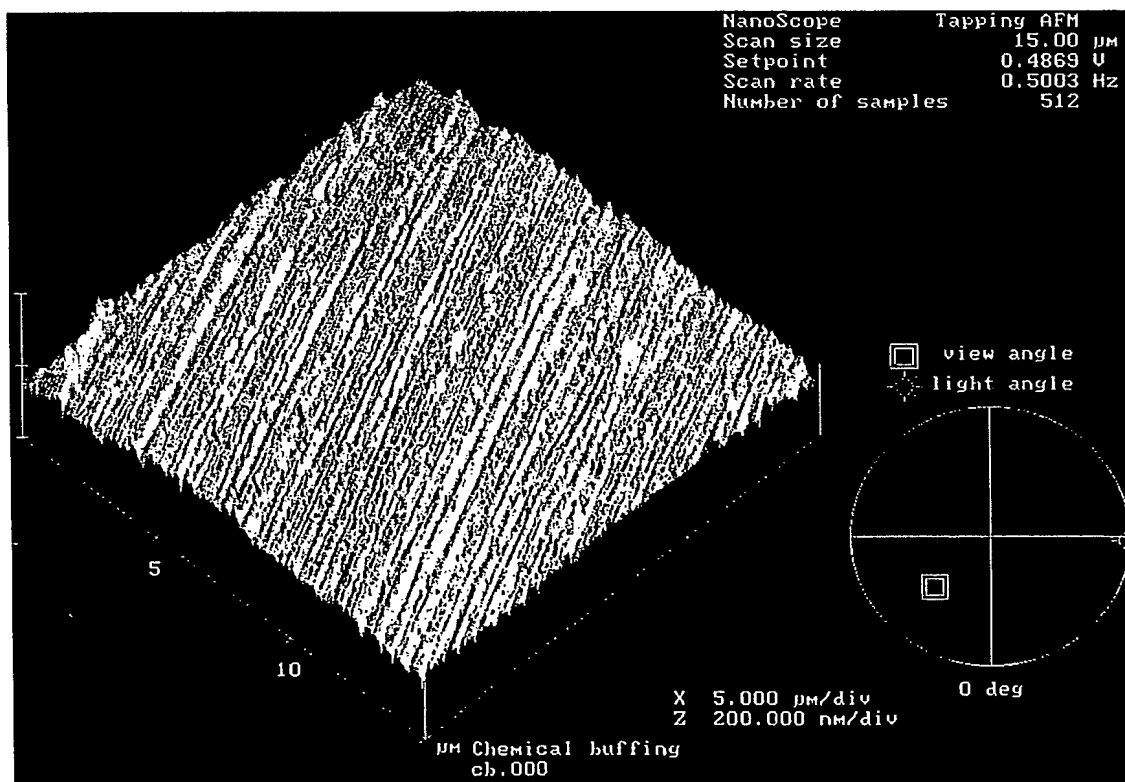 NanoScope Tapping AFM
Scan size 15.00 µm
Setpoint 0.4869 V
Scan rate 0.5003 Hz
Number of samples 512
view angle
light angle
5
10
0 deg
X 5.000 µm/div
Z 200.000 nm/div
µm Chemical buffing
cb.000